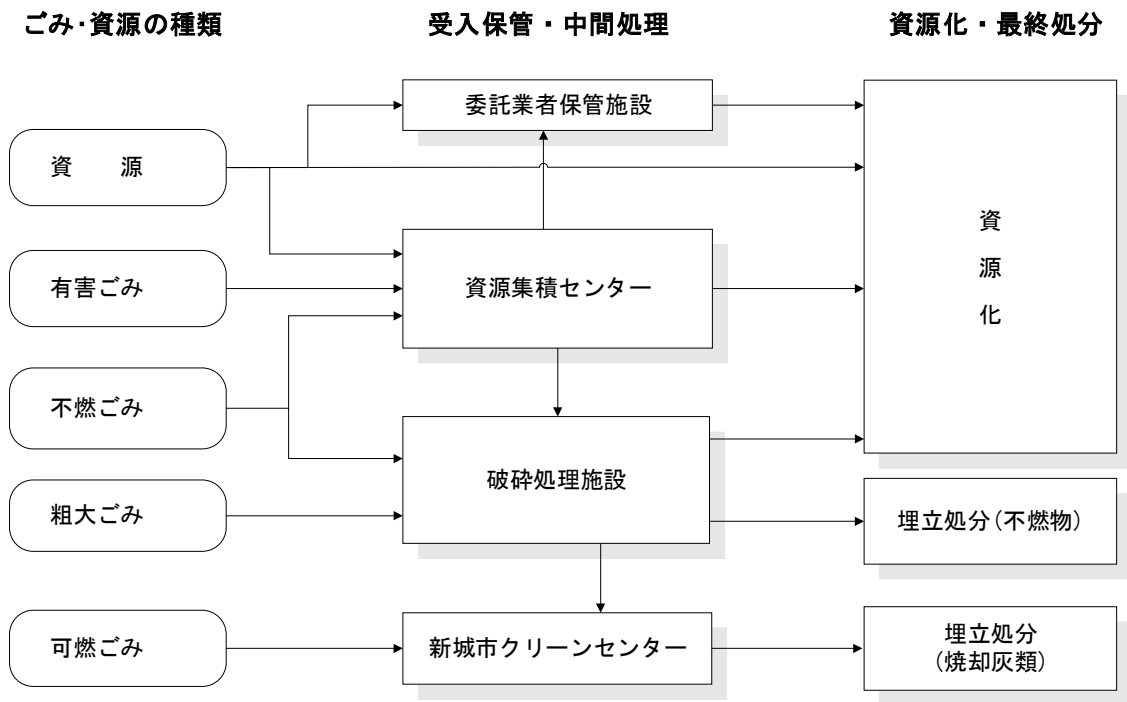 ごみ・資源の種類
受入保管・中間処理
資源化・最終処分
委託業者保管施設
資　　源
資
源
化
有害ごみ
資源集積センター
不燃ごみ
破砕処理施設
粗大ごみ
埋立処分（不燃物）
可燃ごみ
新城市クリーンセンター
埋立処分
（焼却灰類）